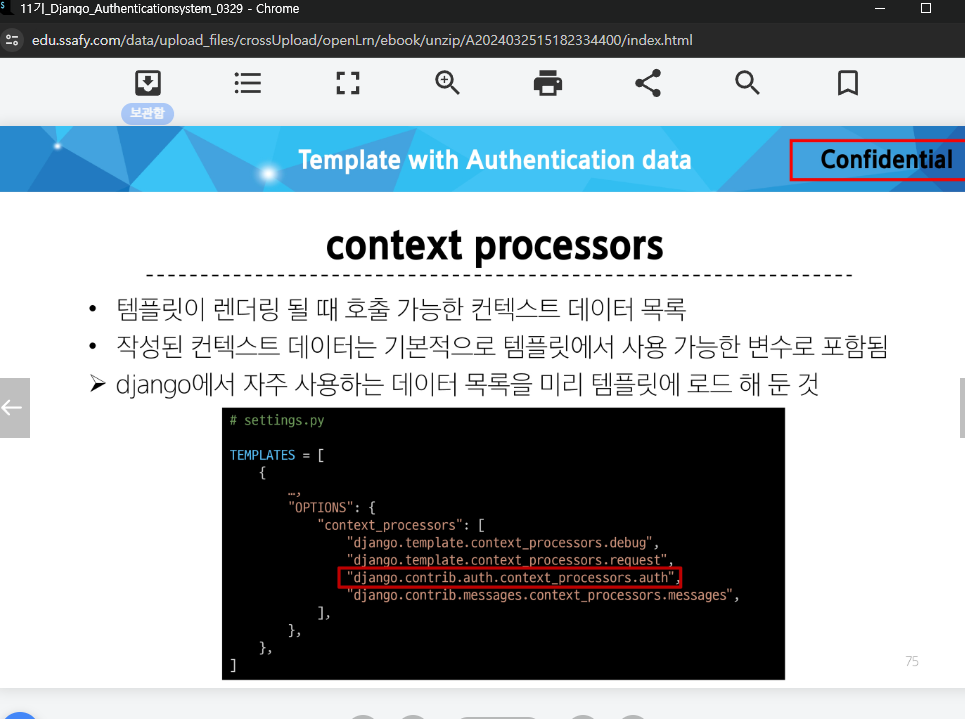 11기_Django_Authenticationsystem_0329 - Chrome
edu.ssafy.com/data/upload_files/crossUpload/openLrn/ebook/unzip/A2024032515182334400/index.html
보관함
Template with Authentication data
Confidential
context processors
• 템플릿이 렌더링 될 때 호출 가능한 컨텍스트 데이터 목록
• 작성된 컨텍스트 데이터는 기본적으로 템플릿에서 사용 가능한 변수로 포함됨
➢ django에서 자주 사용하는 데이터 목록을 미리 템플릿에 로드 해 둔 것
# settings.py
TEMPLATES = [
{
…,
"OPTIONS": {
"context_processors": [
"django.template.context_processors.debug",
"django.template.context_processors.request",
"django.contrib.auth.context_processors.auth",
"django.contrib.messages.context_processors.messages",
],
},
},
]
75